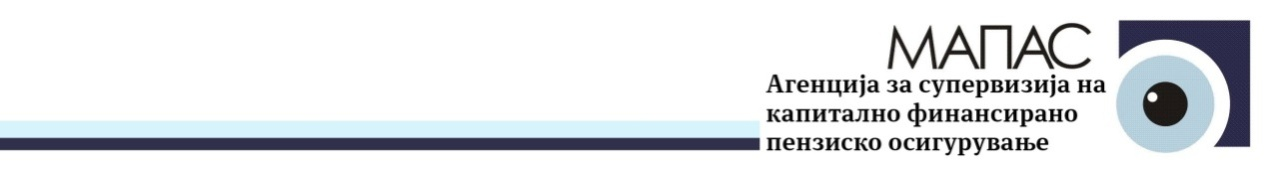 МАПАС
Агенција за супервизија на
капитално финансирано
пензиско осигурување